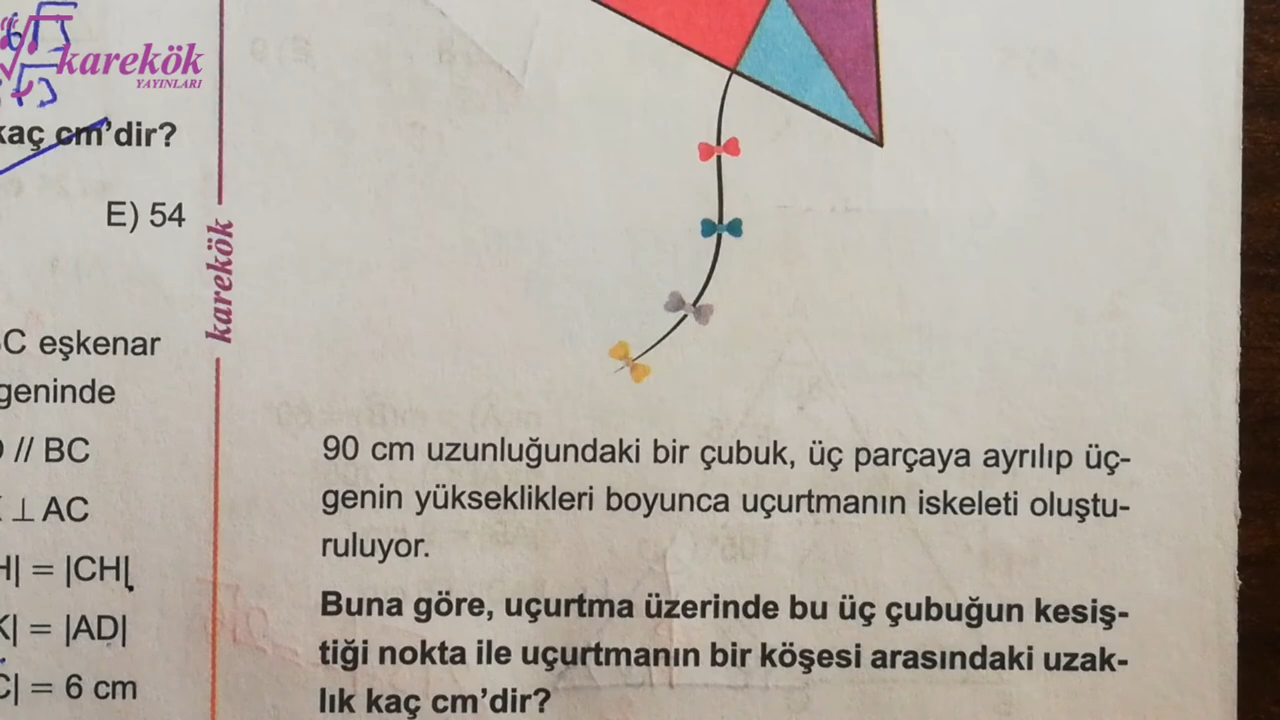 karekök
YAYINLARI
kaç cm'dir?
E) 54
karekök
C eşkenar
geninde
// BC
⊥ AC
H| = |CH|
K| = |AD|
C| = 6 cm
90 cm uzunluğundaki bir çubuk, üç parçaya ayrılıp üç-
genin yükseklikleri boyunca uçurtmanın iskeleti oluştu-
ruluyor.
Buna göre, uçurtma üzerinde bu üç çubuğun kesiş-
tiği nokta ile uçurtmanın bir köşesi arasındaki uzak-
lık kaç cm'dir?